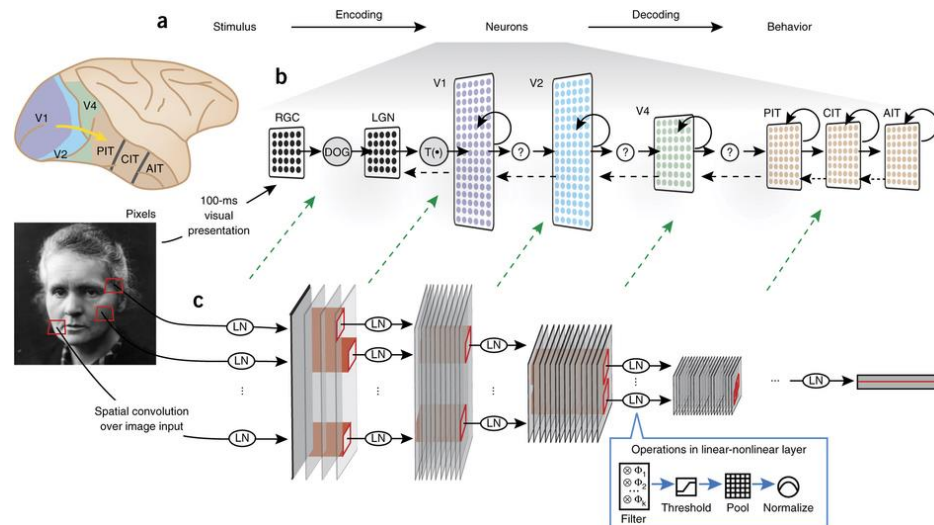 a
Stimulus
Encoding
Neurons
Decoding
Behavior
V1
V4
V2
PIT
CIT
AIT
b
RGC
DOG
LGN
T(•)
V1
?
V2
?
V4
?
PIT
CIT
AIT
100-ms
visual
presentation
Pixels
c
LN
LN
⋮
LN
Spatial convolution
over image input
LN
LN
⋮
LN
LN
⋮
LN
LN
⋮
LN
...
LN
Operations in linear-nonlinear layer
⊗ Φ1
⊗ Φ2
...
⊗ Φk
Filter
Threshold
Pool
Normalize